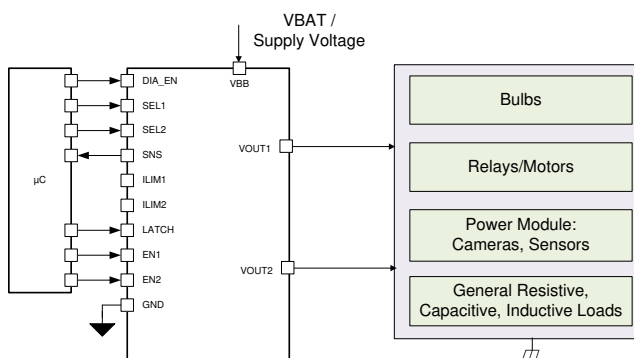 VBAT /
Supply Voltage
VBB
µC
DIA_EN
SEL1
SEL2
SNS
ILIM1
ILIM2
LATCH
EN1
EN2
GND
VOUT1
VOUT2
Bulbs
Relays/Motors
Power Module:
Cameras, Sensors
General Resistive,
Capacitive, Inductive Loads